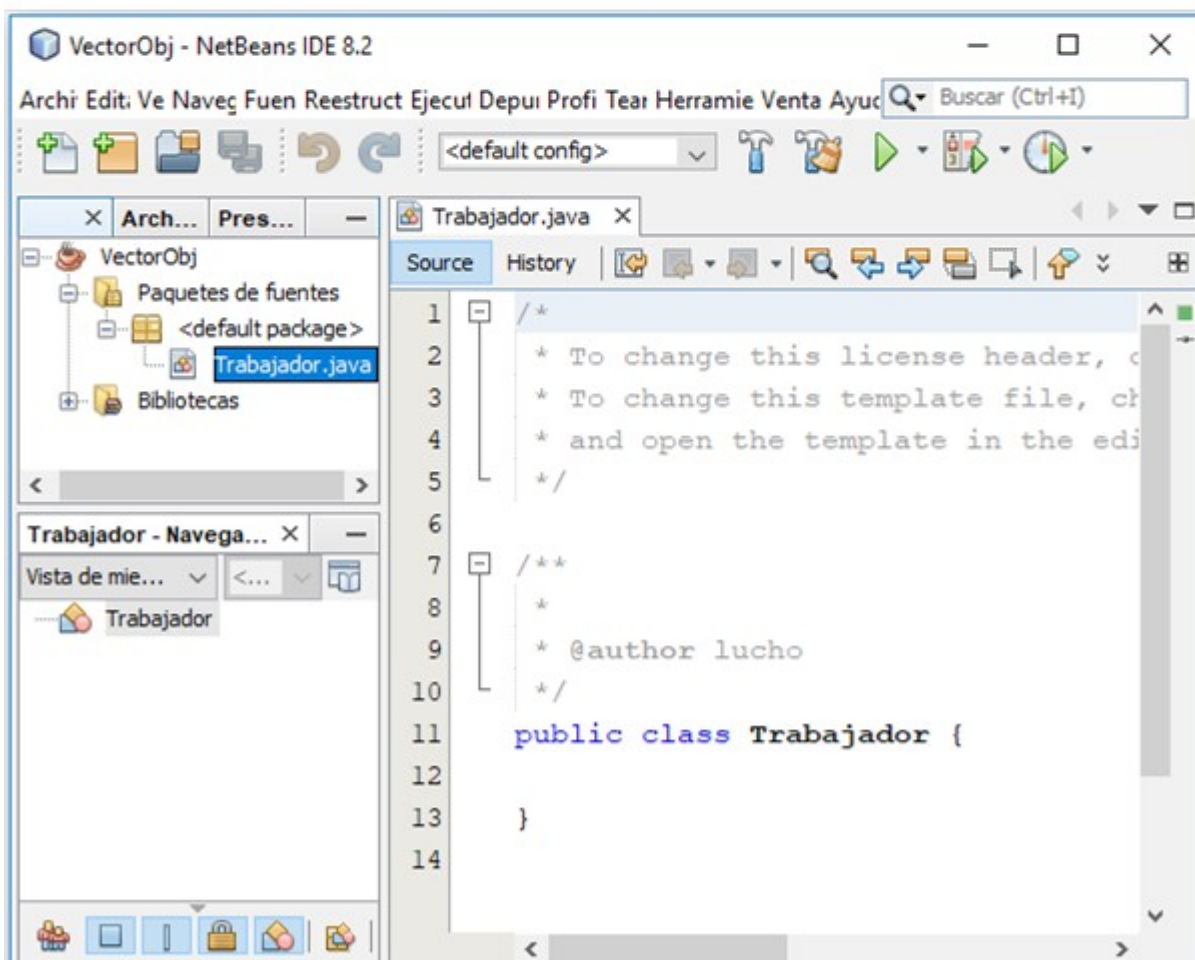 VectorObj - NetBeans IDE 8.2
Archi Edit Ve Naveg Fuen Reestruct Ejecut Depu Profi Tear Herramie Venta Ayuc Buscar (Ctrl+I)
<default config>
Arch... Pres...
VectorObj
Paquetes de fuentes
<default package>
Trabajador.java
Bibliotecas
Trabajador - Navega...
Vista de mie... <...
Trabajador
Trabajador.java
Source History
1 /*
2 * To change this license header, c
3 * To change this template file, ch
4 * and open the template in the edi
5 */
6
7 /**
8 *
9 * @author lucho
10 */
11 public class Trabajador {
12
13 }
14